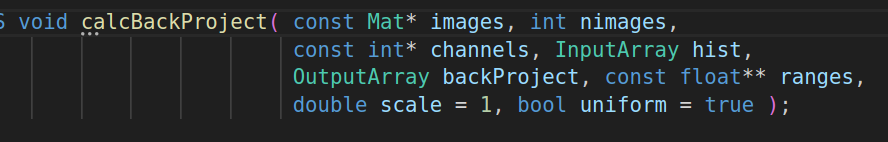 S void calcBackProject( const Mat* images, int nimages,
const int* channels, InputArray hist,
OutputArray backProject, const float** ranges,
double scale = 1, bool uniform = true );